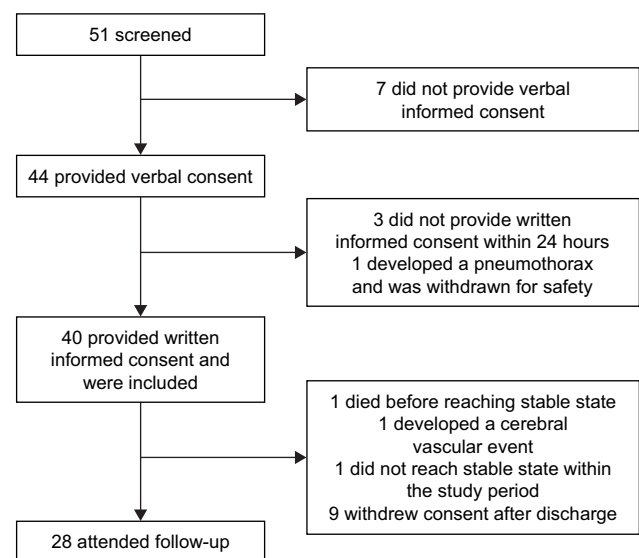 51 screened
7 did not provide verbal
informed consent
44 provided verbal consent
3 did not provide written
informed consent within 24 hours
1 developed a pneumothorax
and was withdrawn for safety
40 provided written
informed consent and
were included
1 died before reaching stable state
1 developed a cerebral
vascular event
1 did not reach stable state within
the study period
9 withdrew consent after discharge
28 attended follow-up